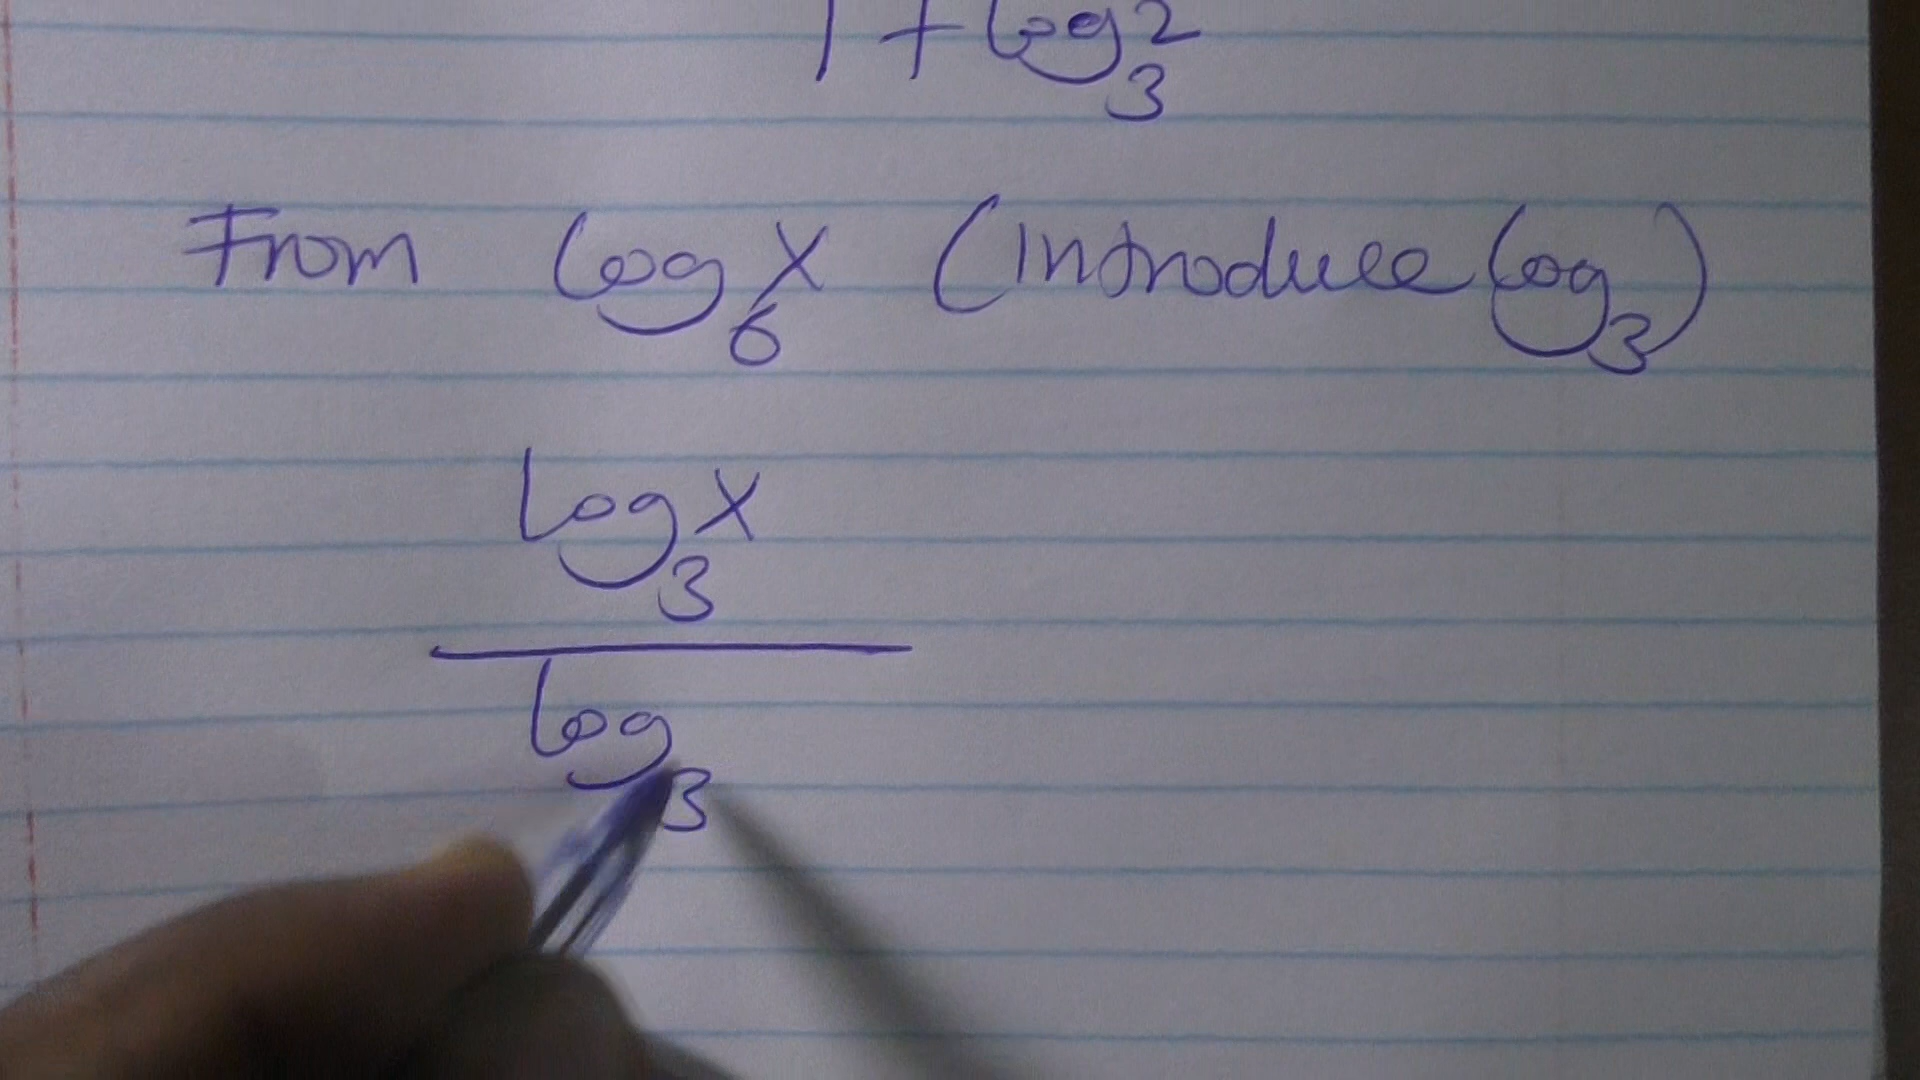 1 + log₃2
From log₆x (introduce log₃)
log₃x
log₃